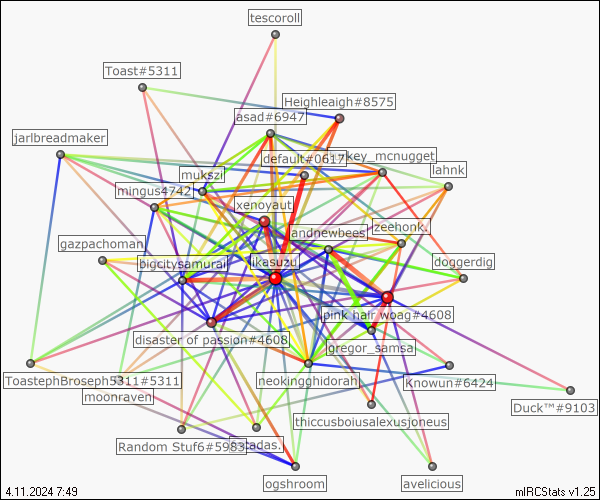 tescoroll
Toast#5311
Heighleaigh#8575
asad#6947
jarlbreadmaker
default#0617
key_mcnugget
lahnk
mukszi
mingus4742
xenoyaut
andnewbees
zeehonk.
gazpachoman
bigcitysamurai
likasuzu
doggerdig
pink hair woag#4608
disaster of passion#4608
gregor_samsa
ToastephBroseph5311#5311
neokingghidorah
Knowun#6424
moonraven
Duck™#9103
thiccusboiusalexusjoneus
Random Stuf6#5983
adas.
ogshroom
avelicious
4.11.2024 7:49
mIRCStats v1.25